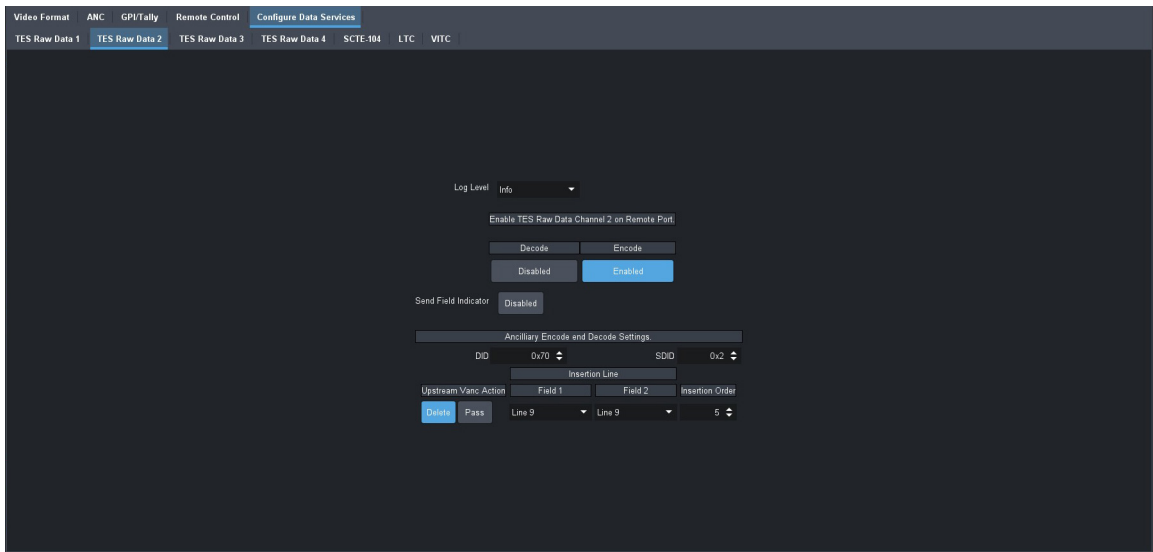 Video Format ANC GPI/Tally Remote Control Configure Data Services
TES Raw Data 1 TES Raw Data 2 TES Raw Data 3 TES Raw Data 4 SCTE-104 LTC VITC
Log Level Info
Enable TES Raw Data Channel 2 on Remote Port.
Decode Encode
Disabled Enabled
Send Field Indicator Disabled
Ancilliary Encode end Decode Settings.
DID 0x70 SDID 0x2
Insertion Line
Upstream Vanc Action Field 1 Field 2 Insertion Order
Delete Pass Line 9 Line 9 5